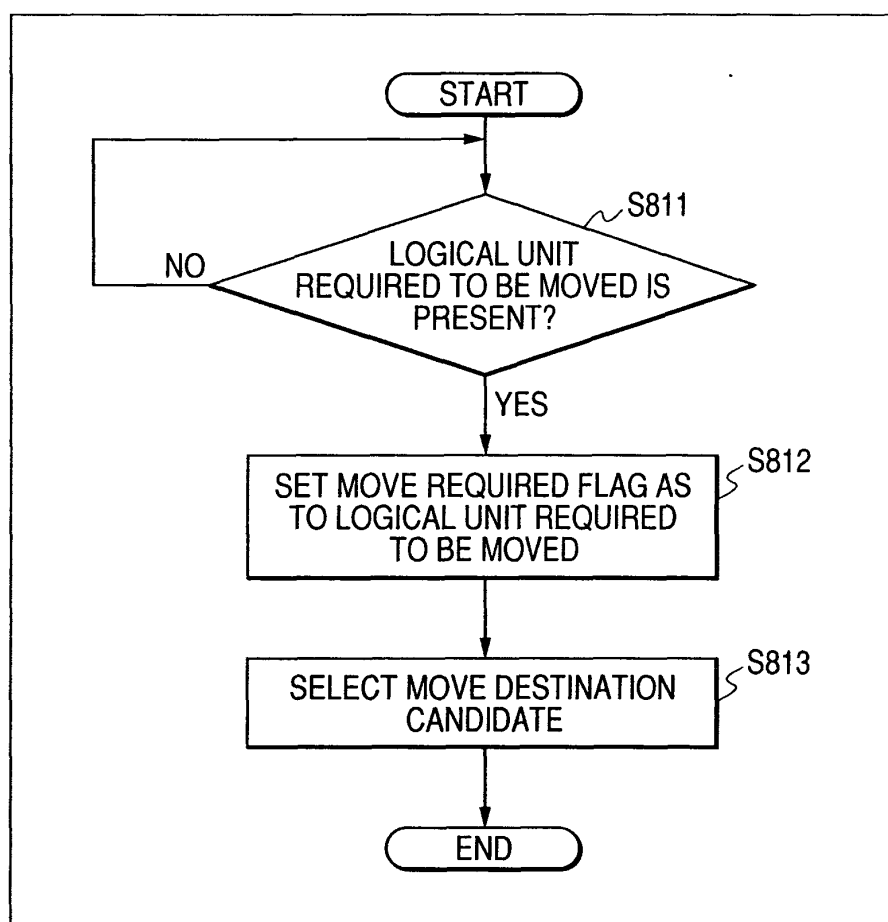 START
S811
LOGICAL UNIT
REQUIRED TO BE MOVED IS
PRESENT?
NO
YES
S812
SET MOVE REQUIRED FLAG AS
TO LOGICAL UNIT REQUIRED
TO BE MOVED
S813
SELECT MOVE DESTINATION
CANDIDATE
END